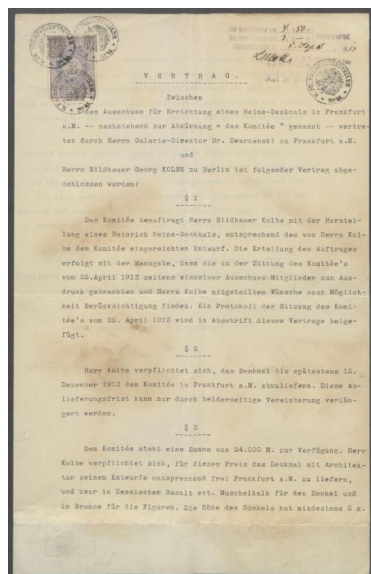 V E R T R A G .
Zwischen
dem Ausschuss für Errichtung eines Heine-Denkmals in Frankfurt
a.M. -- nachstehend zur Abkürzung " das Komitée " genannt -- vertre-
ten durch Herrn Galerie-Direktor Dr. Swarzenski zu Frankfurt a.M.
und
Herrn Bildhauer Georg KOLBE zu Berlin ist folgender Vertrag abge-
schlossen worden:
§ 1
Das Komitée beauftragt Herrn Bildhauer Kolbe mit der Herstel-
lung eines Heinrich Heine-Denkmals, entsprechend den von Herrn Kol-
be dem Komitée eingereichten Entwurf. Die Erteilung des Auftrages
erfolgt mit der Massgabe, dass die in der Sitzung des Komitée's
vom 25.April 1913 seitens einzelner Ausschuss-Mitglieder zum Aus-
druck gebrachten und Herrn Kolbe mitgeteilten Wünsche nach Möglich-
keit Berücksichtigung finden. Ein Protokoll der Sitzung des Komi-
tée's vom 25. April 1913 wird in Abschrift diesem Vertrage beige-
fügt.
§ 2
Herr Kolbe verpflichtet sich, das Denkmal bis spätestens 15.
Dezember 1913 dem Komitée in Frankfurt a.M. abzuliefern. Diese Ab-
lieferungsfrist kann nur durch beiderseitige Vereinbarung verlän-
gert werden.
§ 3
Dem Komitée steht eine Summe von 24.000 M. zur Verfügung. Herr
Kolbe verpflichtet sich, für diesen Preis das Denkmal mit Architek-
tur seinem Entwurfe entsprechend frei Frankfurt a.M. zu liefern,
und zwar in Hessischem Basalt evt. Muschelkalk für den Sockel und
in Bronze für die Figuren. Die Höhe des Sockels hat mindestens 2 m.